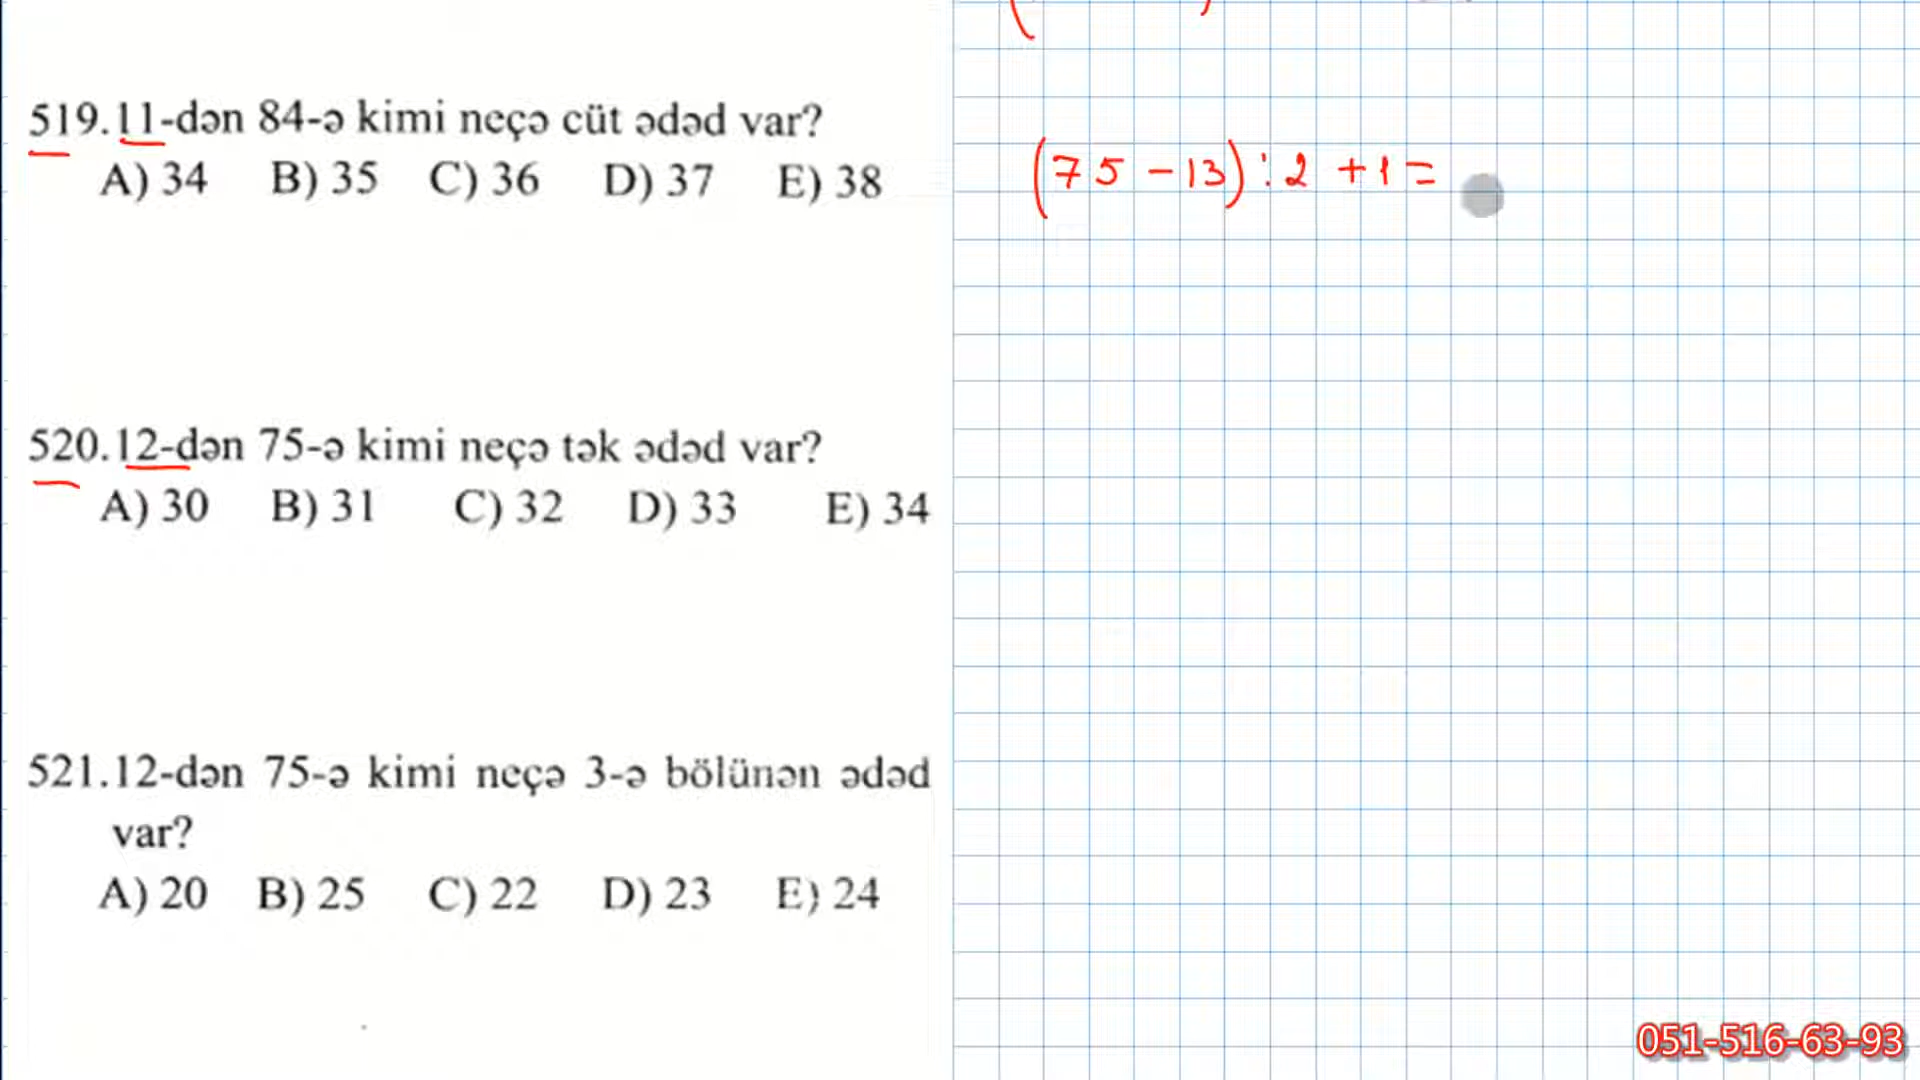 519.11-dən 84-ə kimi neçə cüt ədəd var?
A) 34 B) 35 C) 36 D) 37 E) 38
(75-13):2+1=
520.12-dən 75-ə kimi neçə tək ədəd var?
A) 30 B) 31 C) 32 D) 33 E) 34
521.12-dən 75-ə kimi neçə 3-ə bölünən ədəd
var?
A) 20 B) 25 C) 22 D) 23 E) 24
051-516-63-93